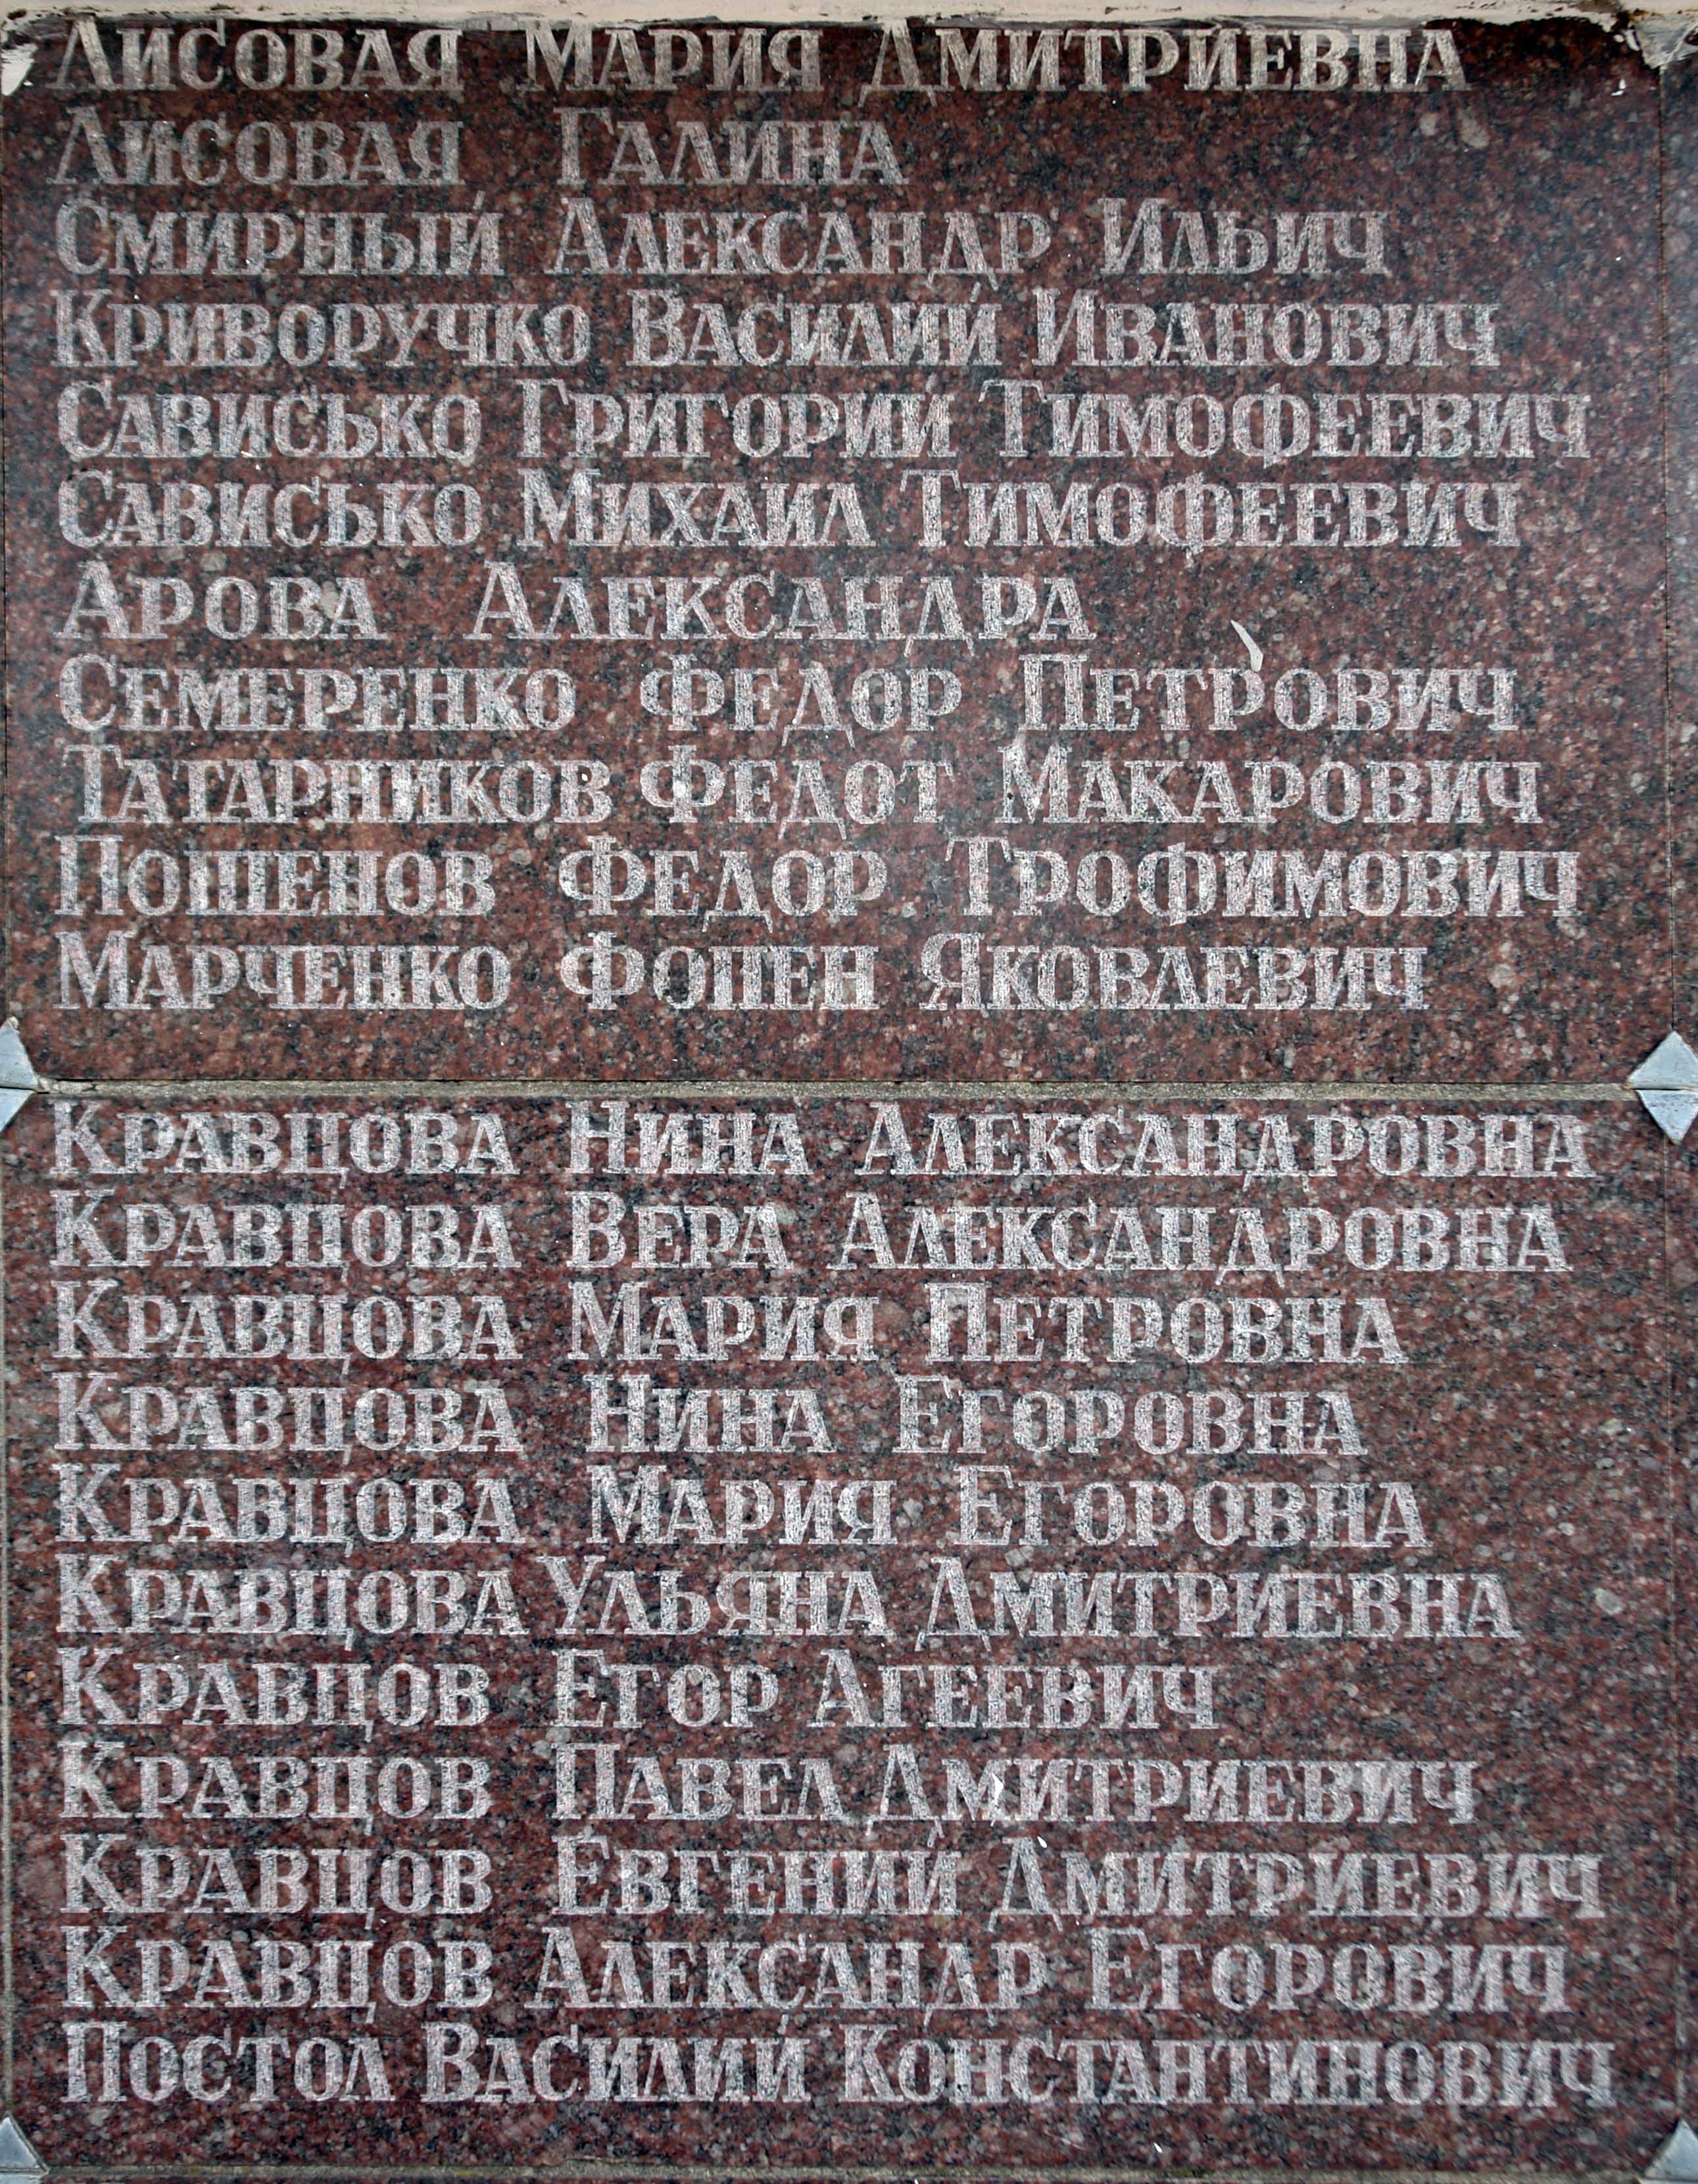 Лисовая Мария Дмитриевна
Лисовая Галина
Смирный Александр Ильич
Криворучко Василий Иванович
Сависько Григорий Тимофеевич
Сависько Михаил Тимофеевич
Арова Александра
Семеренко Федор Петрович
Татарников Федот Макарович
Пошенов Федор Трофимович
Марченко Фопен Яковлевич
Кравцова Нина Александровна
Кравцова Вера Александровна
Кравцова Мария Петровна
Кравцова Нина Егоровна
Кравцова Мария Егоровна
Кравцова Ульяна Дмитриевна
Кравцов Егор Агеевич
Кравцов Павел Дмитриевич
Кравцов Евгений Дмитриевич
Кравцов Александр Егорович
Постол Василий Константинович